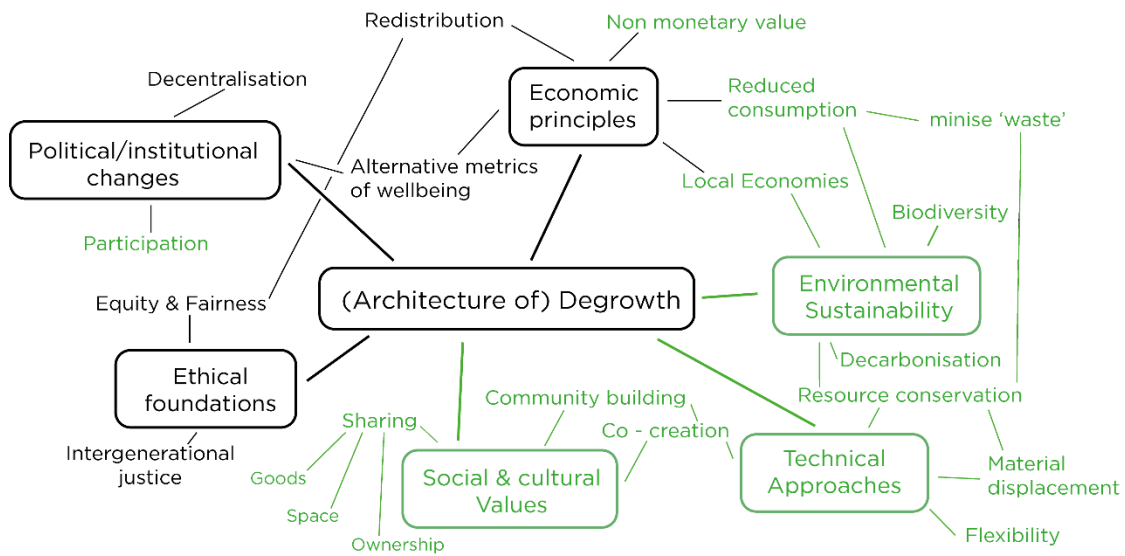 Redistribution
Non monetary value
Decentralisation
Economic
principles
Reduced
consumption
minise ‘waste’
Political/institutional
changes
Alternative metrics
of wellbeing
Local Economies
Biodiversity
Participation
Equity & Fairness
(Architecture of) Degrowth
Environmental
Sustainability
Ethical
foundations
Decarbonisation
Resource conservation
Community building
Sharing
Co - creation
Intergenerational
justice
Goods
Social & cultural
Values
Technical
Approaches
Material
displacement
Space
Ownership
Flexibility